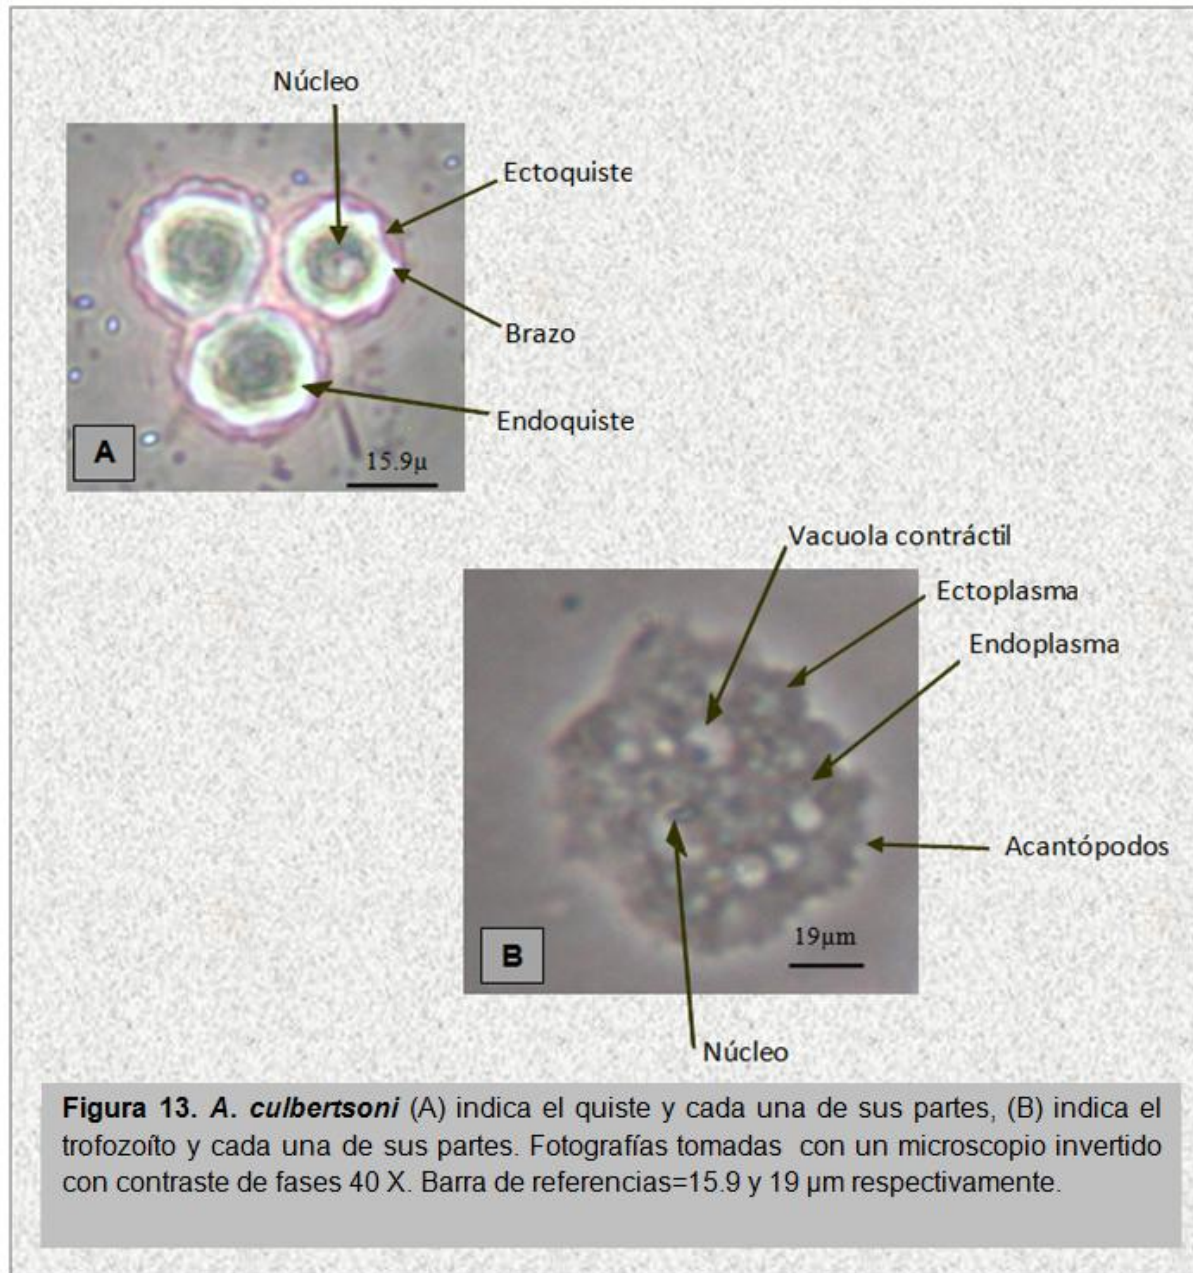 Núcleo
Ectoquiste
Brazo
Endoquiste
A
15.9µ
Vacuola contráctil
Ectoplasma
Endoplasma
Acantópodos
19µm
B
Núcleo
Figura 13. A. culbertsoni (A) indica el quiste y cada una de sus partes, (B) indica el
trofozoíto y cada una de sus partes. Fotografías tomadas con un microscopio invertido
con contraste de fases 40 X. Barra de referencias=15.9 y 19 µm respectivamente.